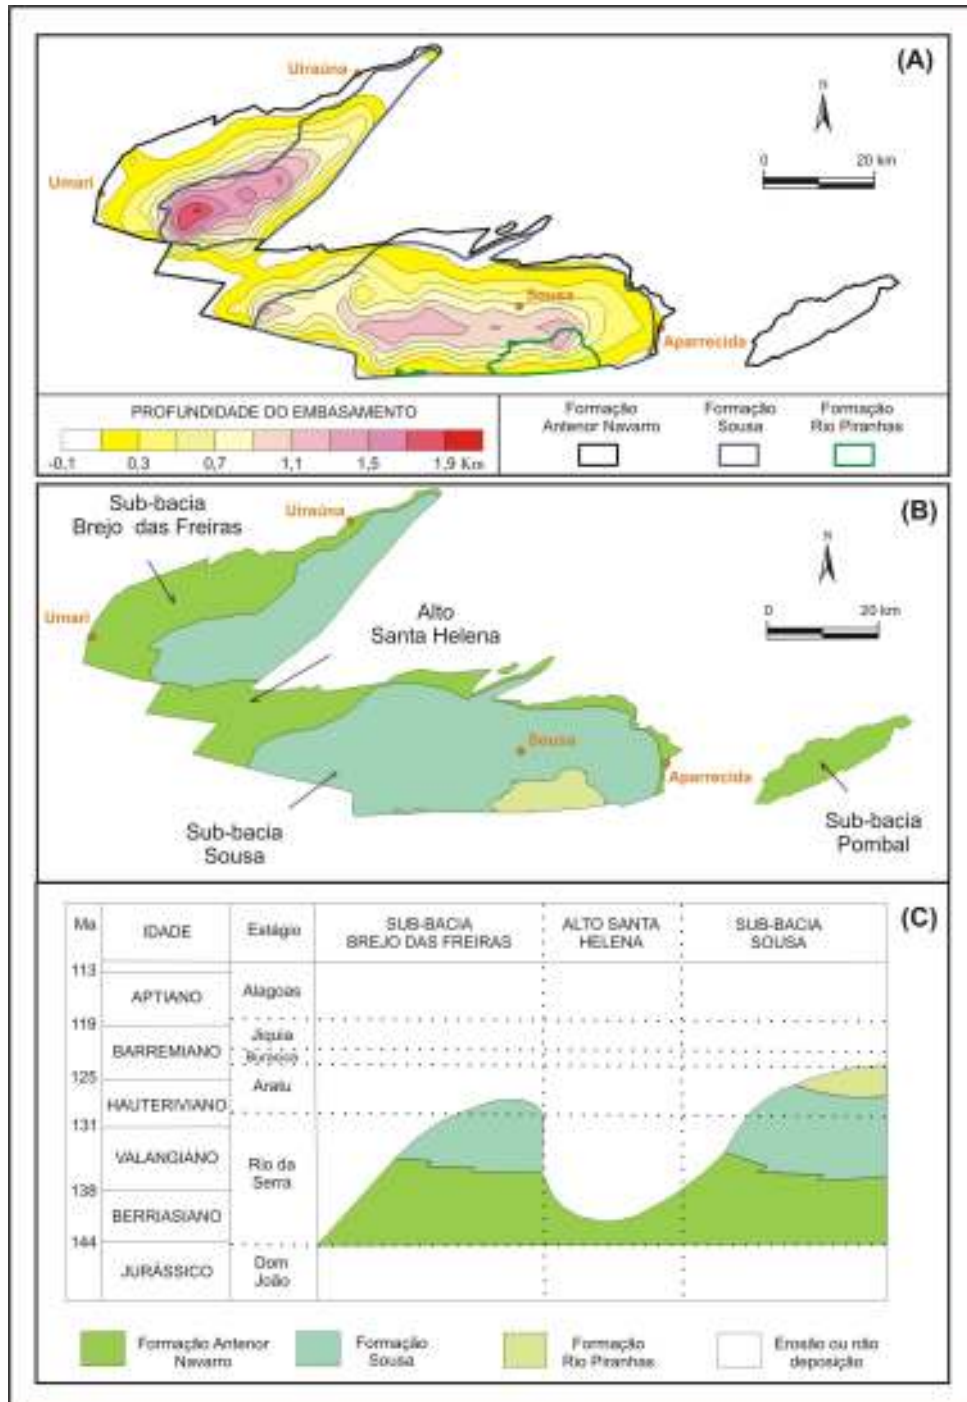 (A)
Uiraúna
N
0 20 km
Umari
Sousa
Aparrecida
PROFUNDIDADE DO EMBASAMENTO
-0,1 0,3 0,7 1,1 1,5 1,9 Km
Formação
Antenor Navarro
Formação
Sousa
Formação
Rio Piranhas
(B)
Sub-bacia
Brejo das Freiras
Uiraúna
N
0 20 km
Umari
Alto
Santa Helena
Sousa
Aparrecida
Sub-bacia
Sousa
Sub-bacia
Pombal
(C)
Ma IDADE Estágio
SUB-BACIA
BREJO DAS FREIRAS
ALTO SANTA
HELENA
SUB-BACIA
SOUSA
113
APTIANO Alagoas
119
Jiquia
BARREMIANO
Buracica
125
Aratu
HAUTERIVIANO
131
VALANGIANO
Rio da
Serra
138
BERRIASIANO
144
JURÁSSICO
Dom
João
Formação Antenor
Navarro
Formação
Sousa
Formação
Rio Piranhas
Erosão ou não
deposição